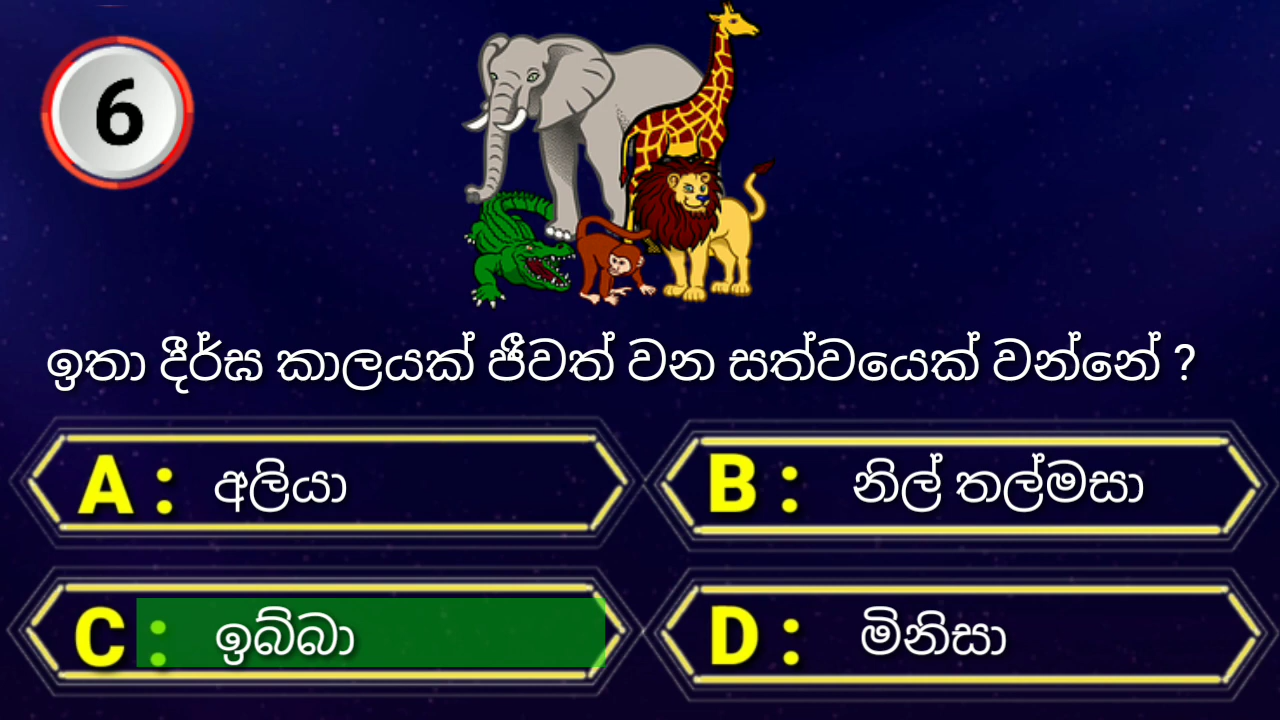 6
ඉතා දීර්ඝ කාලයක් ජීවත් වන සත්වයෙක් වන්නේ ?
A : අලියා
B : නිල් තල්මසා
C : ඉබ්බා
D : මිනිසා